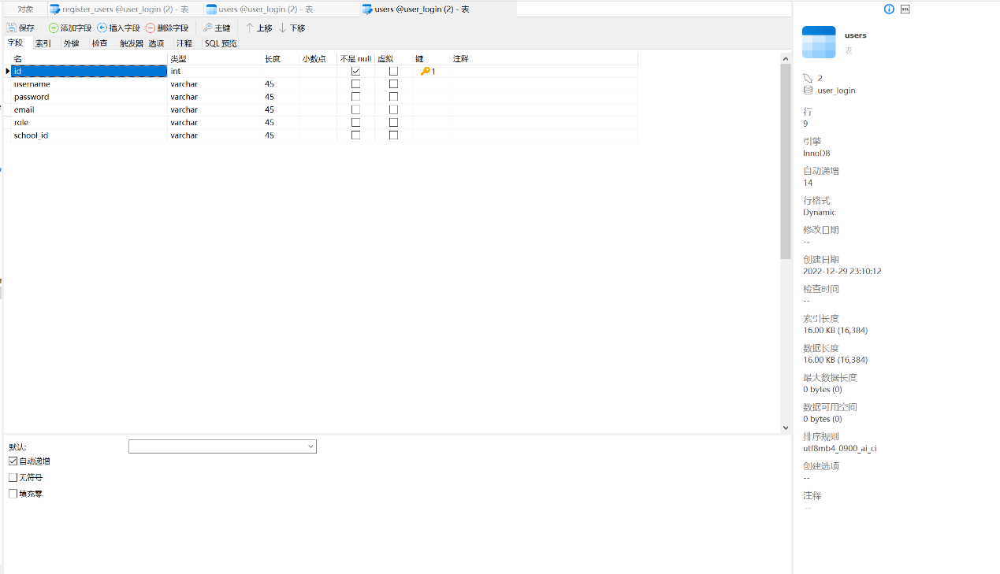 对象 register_users @user_login (2) - 表 users @user_login (2) - 表 users @user_login (2) - 表
保存 添加字段 插入字段 删除字段 主键 上移 下移
字段 索引 外键 检查 触发器 选项 注释 SQL 预览
名 类型 长度 小数点 不是 null 虚拟 键 注释
id int 1
username varchar 45
password varchar 45
email varchar 45
role varchar 45
school_id varchar 45
默认:
自动递增
无符号
填充零
DDL
users
表
2
user_login
行
9
引擎
InnoDB
自动递增
14
行格式
Dynamic
修改日期
--
创建日期
2022-12-29 23:10:12
检查时间
--
索引长度
16.00 KB (16,384)
数据长度
16.00 KB (16,384)
最大数据长度
0 bytes (0)
数据可用空间
0 bytes (0)
排序规则
utf8mb4_0900_ai_ci
创建选项
--
注释
--